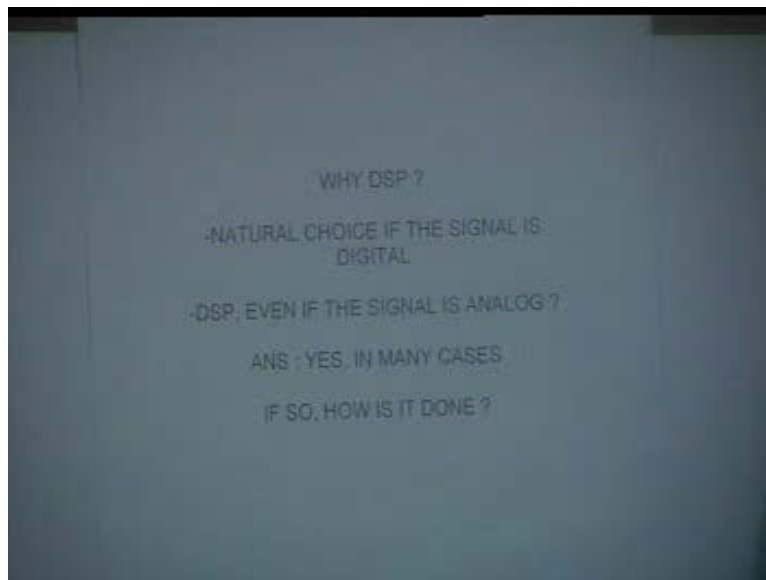 WHY DSP ?
-NATURAL CHOICE IF THE SIGNAL IS
DIGITAL
-DSP, EVEN IF THE SIGNAL IS ANALOG ?
ANS : YES, IN MANY CASES
IF SO, HOW IS IT DONE ?